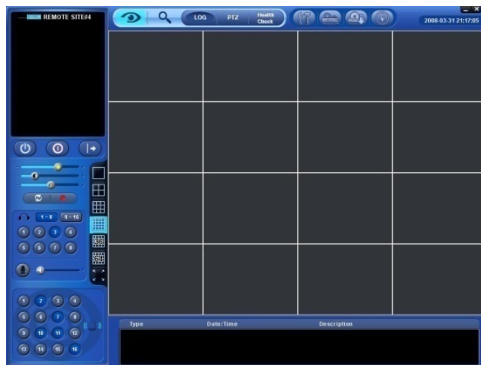 REMOTE SITE#4
LOG PTZ Health Check
2008-03-31 21:17:05
1 - 8 9 - 16
1 2 3 4
5 6 7 8
1 2 3 4
5 6 7 8
9 10 11 12
13 14 15 16
Type Date/Time Description